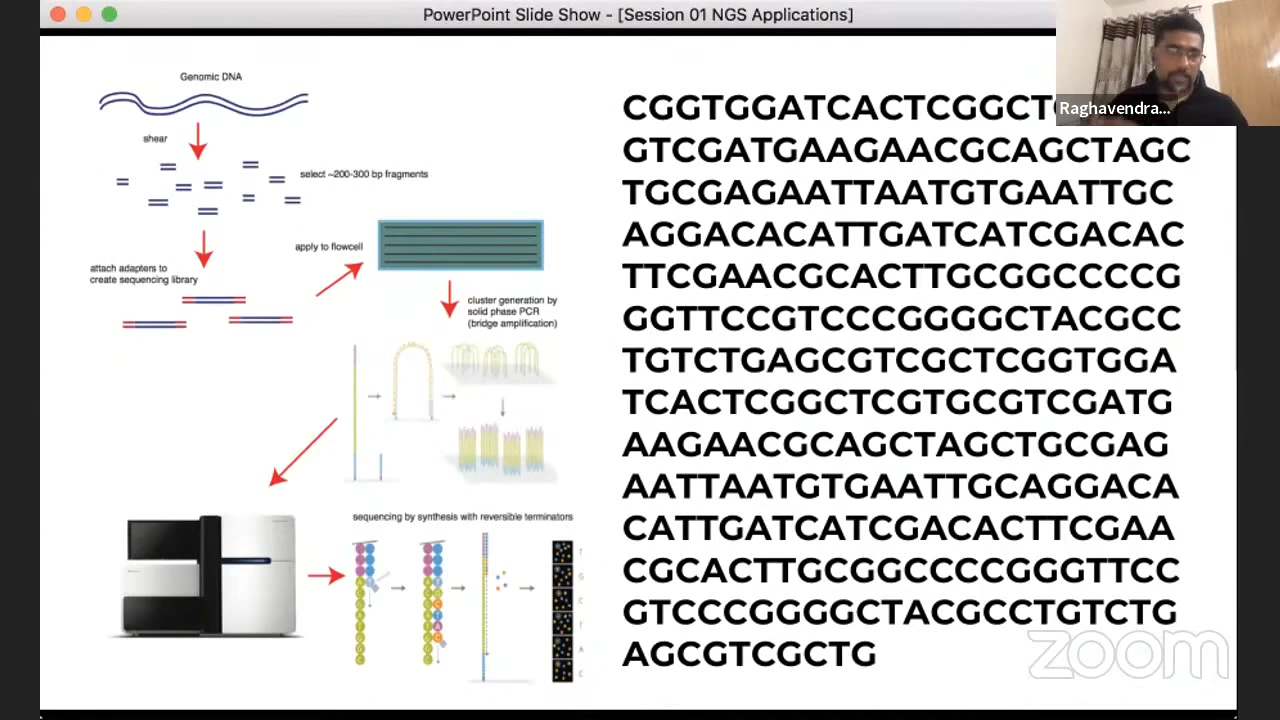 PowerPoint Slide Show - [Session 01 NGS Applications]
Raghavendra...
Genomic DNA
shear
select ~200-300 bp fragments
apply to flowcell
attach adapters to
create sequencing library
cluster generation by
solid phase PCR
(bridge amplification)
sequencing by synthesis with reversible terminators
CGGTGGATCACTCGGCT
GTCGATGAAGAACGCAGCTAGC
TGCGAGAATTAATGTGAATTGC
AGGACACATTGATCATCGACAC
TTCGAACGCACTTGCGGCCCCG
GGTTCCGTCCCGGGGCTACGCC
TGTCTGAGCGTCGCTCGGTGGA
TCACTCGGCTCGTGCGTCGATG
AAGAACGCAGCTAGCTGCGAG
AATTAATGTGAATTGCAGGACA
CATTGATCATCGACACTTCGAA
CGCACTTGCGGCCCCGGGTTCC
GTCCCGGGGCTACGCCTGTCTG
AGCGTCGCTG
zoom